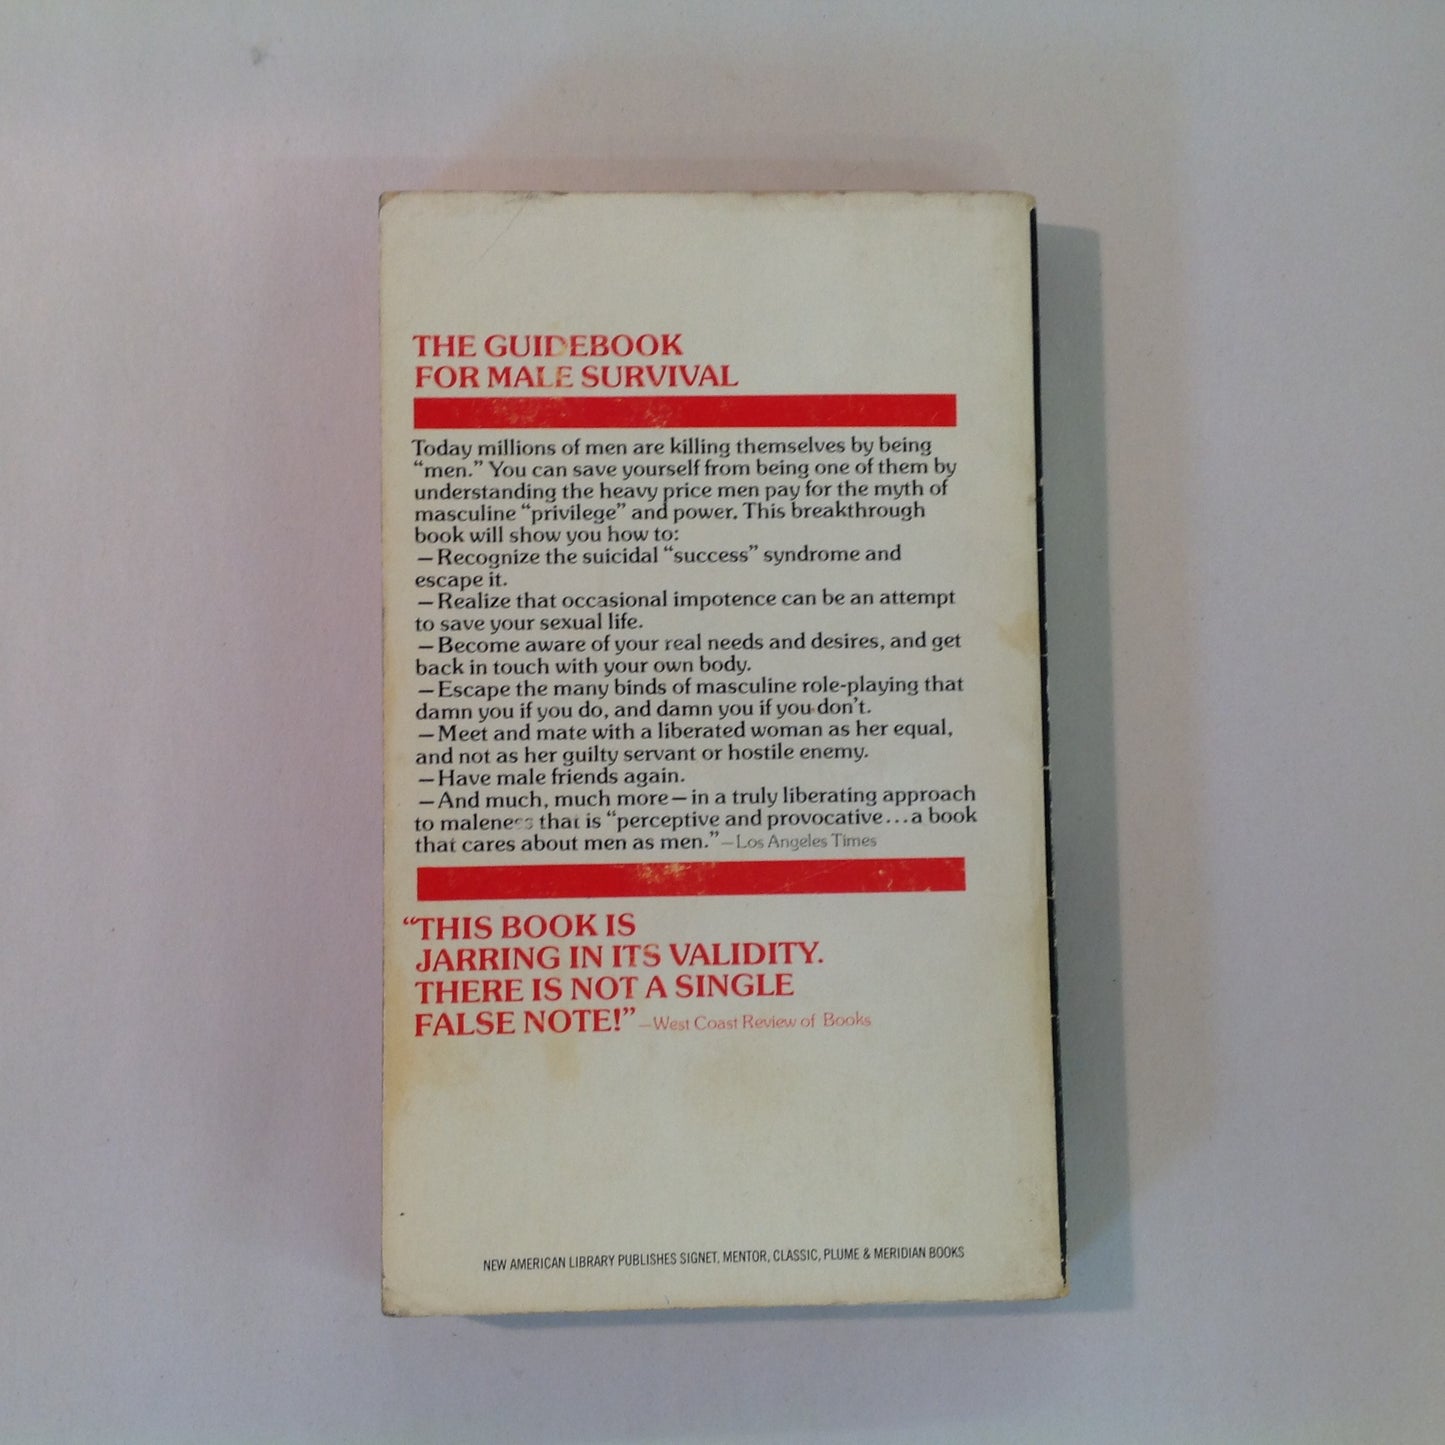 THE GUIDEBOOK
FOR MALE SURVIVAL
Today millions of men are killing themselves by being
“men.” You can save yourself from being one of them by
understanding the heavy price men pay for the myth of
masculine “privilege” and power. This breakthrough
book will show you how to:
—Recognize the suicidal “success” syndrome and
escape it.
—Realize that occasional impotence can be an attempt
to save your sexual life.
—Become aware of your real needs and desires, and get
back in touch with your own body.
—Escape the many binds of masculine role-playing that
damn you if you do, and damn you if you don’t.
—Meet and mate with a liberated woman as her equal,
and not as her guilty servant or hostile enemy.
—Have male friends again.
—And much, much more—in a truly liberating approach
to maleness that is “perceptive and provocative...a book
that cares about men as men.”—Los Angeles Times
“THIS BOOK IS
JARRING IN ITS VALIDITY.
THERE IS NOT A SINGLE
FALSE NOTE!”—West Coast Review of Books
NEW AMERICAN LIBRARY PUBLISHES SIGNET, MENTOR, CLASSIC, PLUME & MERIDIAN BOOKS